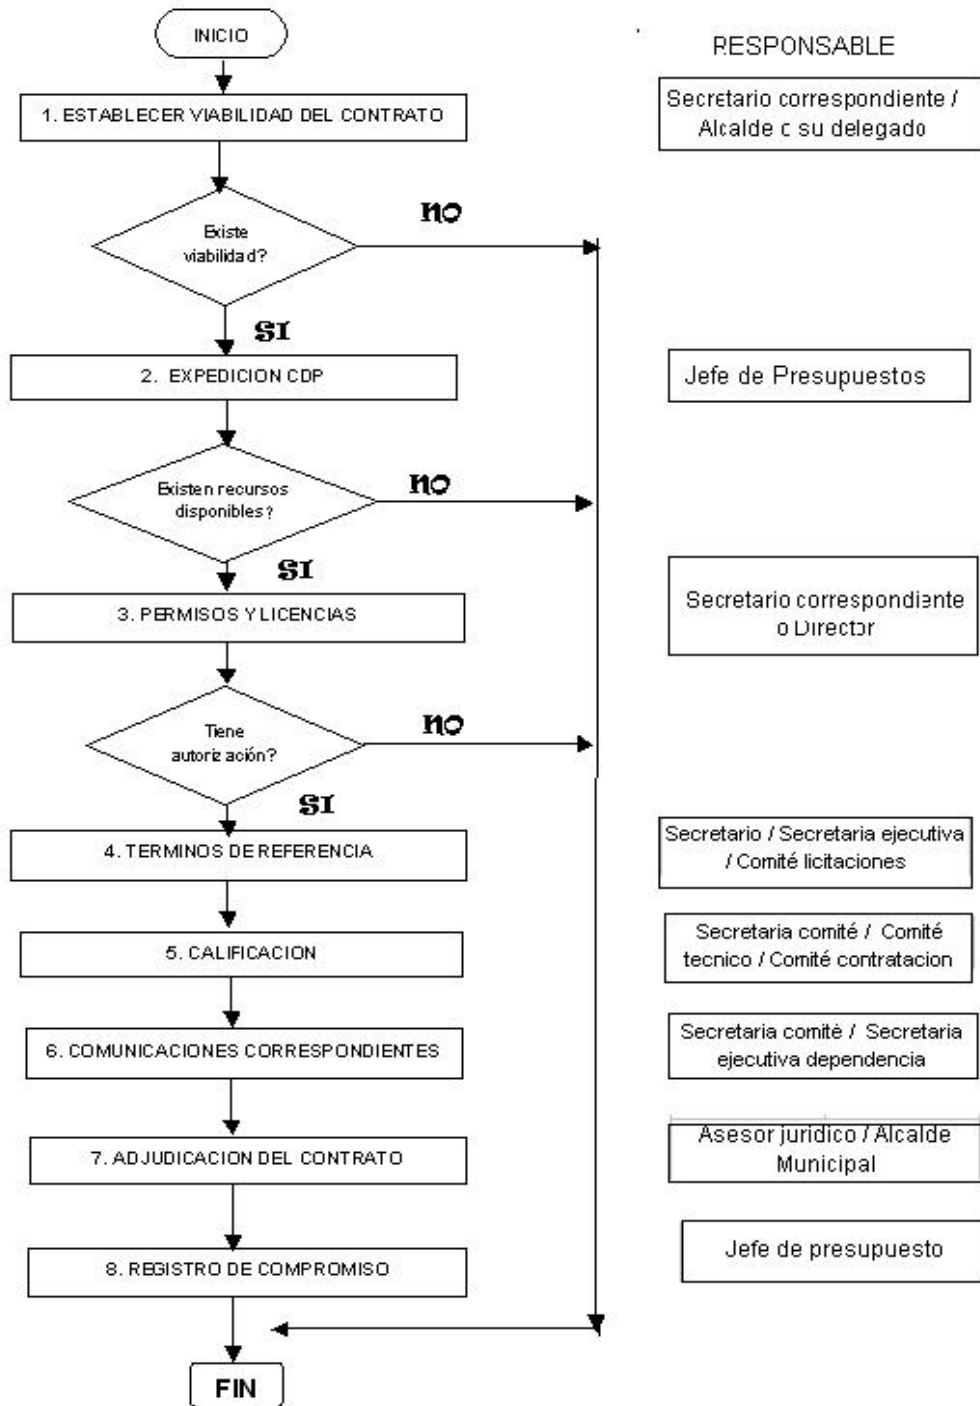 INICIO
RESPONSABLE
1. ESTABLECER VIABILIDAD DEL CONTRATO
Secretario correspondiente /
Alcalde o su delegado
Existe
viabilidad?
NO
SI
2. EXPEDICION CDP
Jefe de Presupuestos
Existen recursos
disponibles?
NO
SI
3. PERMISOS Y LICENCIAS
Secretario correspondiente
o Director
Tiene
autorización?
NO
SI
4. TERMINOS DE REFERENCIA
Secretario / Secretaria ejecutiva
/ Comité licitaciones
5. CALIFICACION
Secretaria comité / Comité
tecnico / Comité contratacion
6. COMUNICACIONES CORRESPONDIENTES
Secretaria comité / Secretaria
ejecutiva dependencia
7. ADJUDICACION DEL CONTRATO
Asesor juridico / Alcalde
Municipal
8. REGISTRO DE COMPROMISO
Jefe de presupuesto
FIN